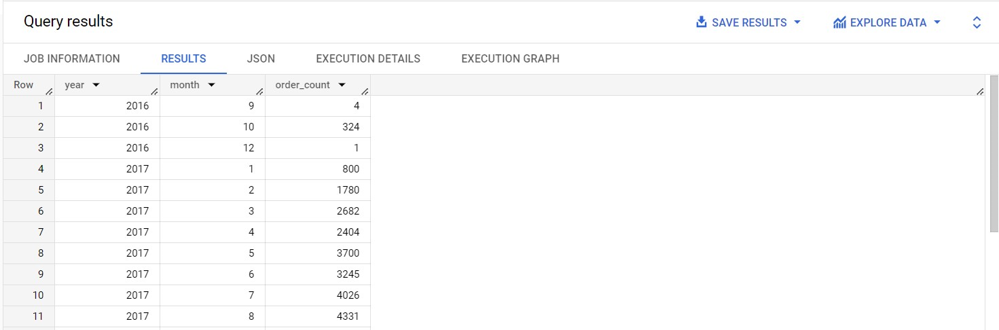 Query results SAVE RESULTS EXPLORE DATA
JOB INFORMATION RESULTS JSON EXECUTION DETAILS EXECUTION GRAPH
Row year month order_count
1 2016 9 4
2 2016 10 324
3 2016 12 1
4 2017 1 800
5 2017 2 1780
6 2017 3 2682
7 2017 4 2404
8 2017 5 3700
9 2017 6 3245
10 2017 7 4026
11 2017 8 4331